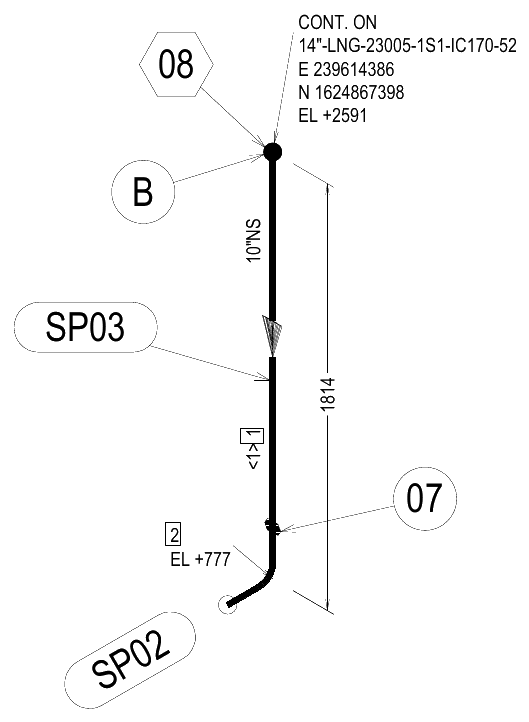 CONT. ON
14"-LNG-23005-1S1-IC170-52
E 239614386
N 1624867398
EL +2591
08
B
10"NS
SP03
1814
<1> 1
07
2
EL +777
SP02